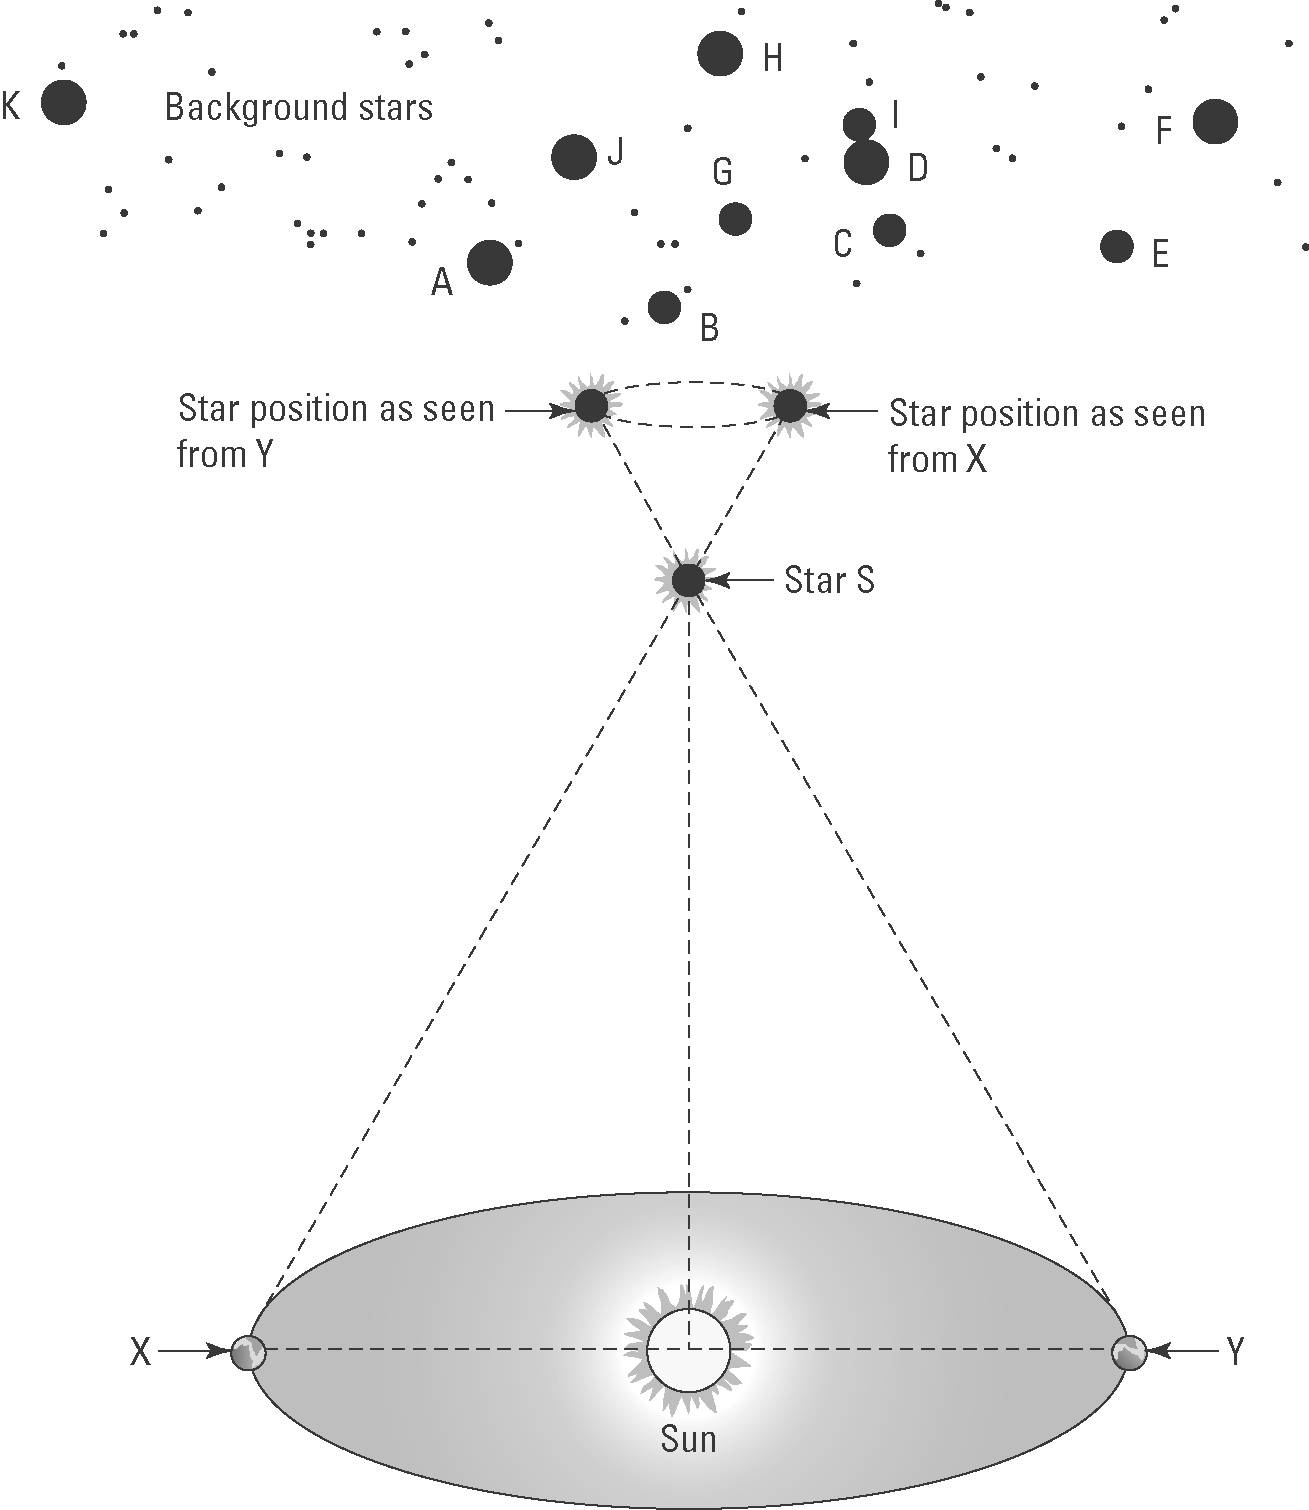 H
K
Background stars
I
F
J
G
D
C
E
A
B
Star position as seen
from Y
Star position as seen
from X
Star S
X
Y
Sun